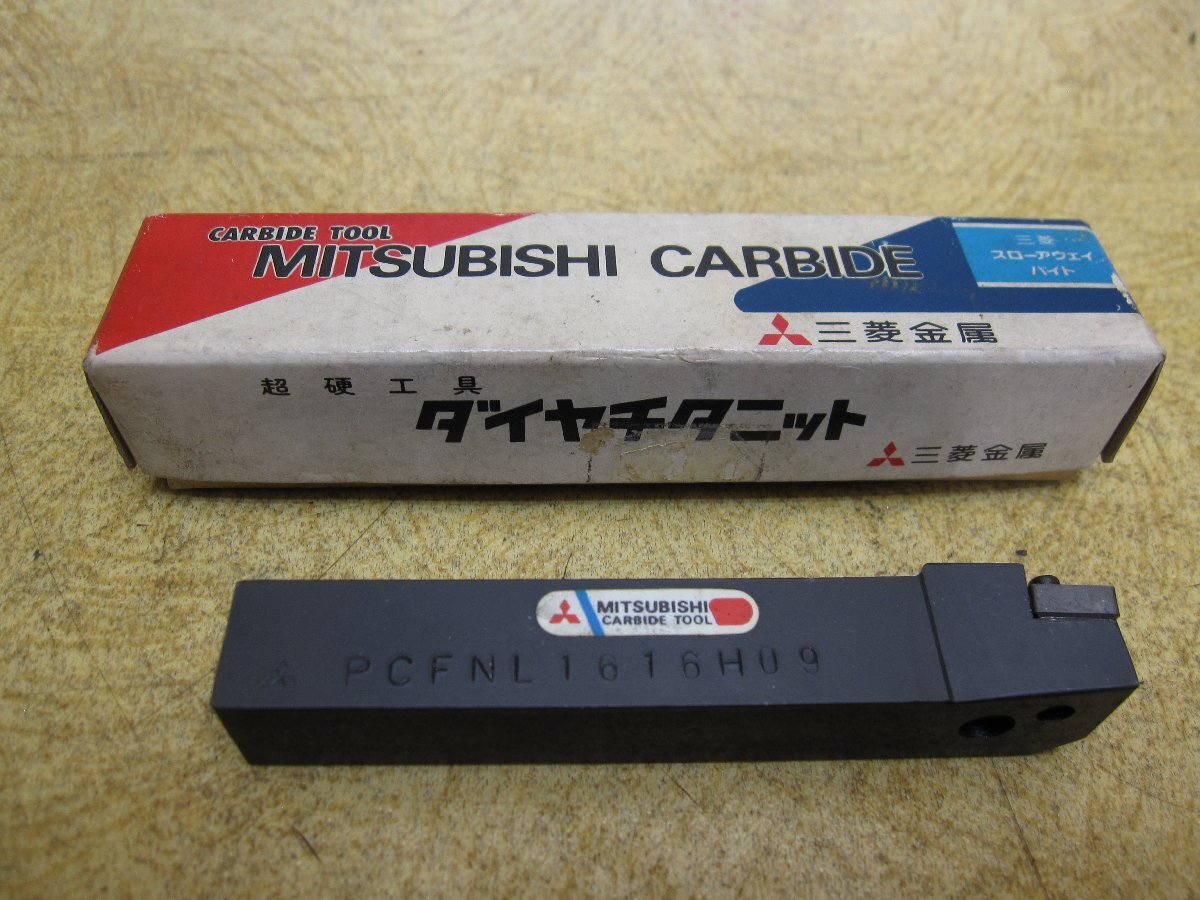 CARBIDE TOOL
MITSUBISHI CARBIDE
三菱
スローアウェイ
バイト
三菱金属
超硬工具
ダイヤチタニット
三菱金属
MITSUBISHI
CARBIDE TOOL
PCFNL1616H09